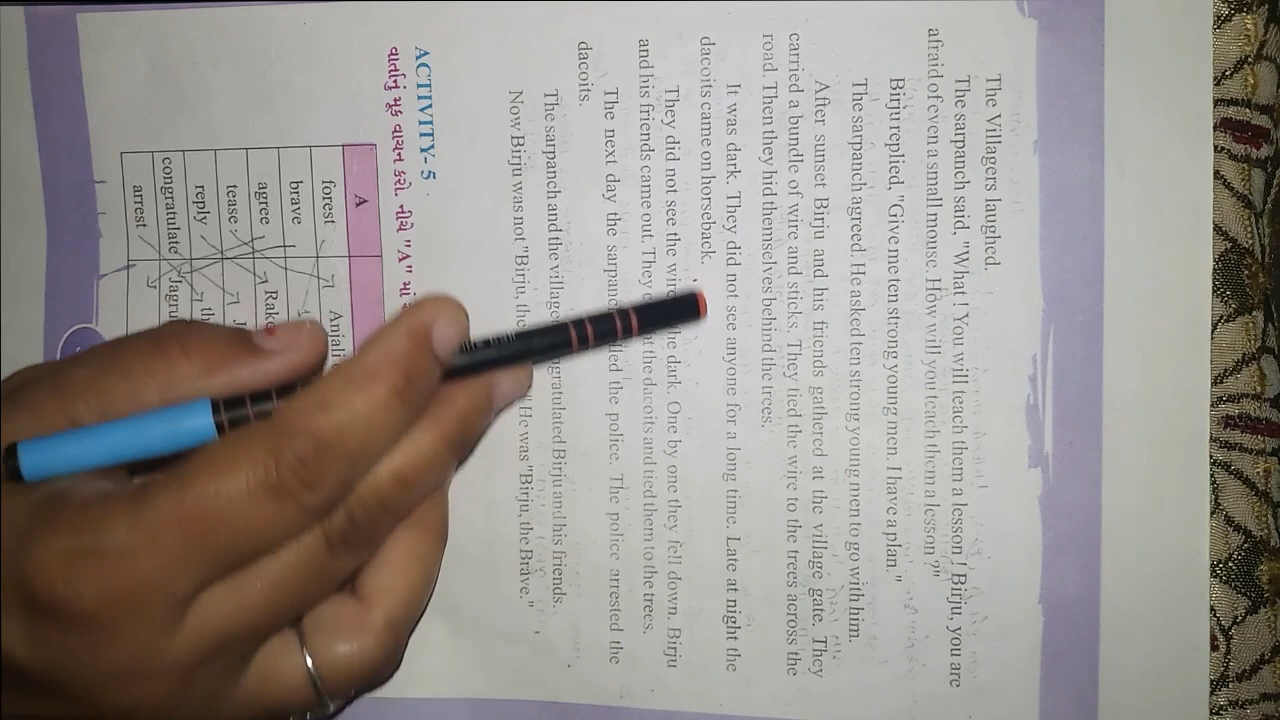 The Villagers laughed.
The sarpanch said, "What ! You will teach them a lesson ! Birju, you are
afraid of even a small mouse. How will you teach them a lesson ?"
Birju replied, "Give me ten strong young men. I have a plan."
The sarpanch agreed. He asked ten strong young men to go with him.
After sunset Birju and his friends gathered at the village gate. They
carried a bundle of wire and sticks. They tied the wire to the trees across the
road. Then they hid themselves behind the trees.
It was dark. They did not see anyone for a long time. Late at night the
dacoits came on horseback.
They did not see the wire the dark. One by one they fell down. Birju
and his friends came out. They the dacoits and tied them to the trees.
The next day the the police. The police arrested the
dacoits.
The sarpanch and the Birju and his friends.
Now Birju was not "Birju, the He was "Birju, the Brave."
ACTIVITY-5
વાર્તાનું મૂક વાચન કરો. નીચે "A" માં
A
forest Anjali
brave
agree
tease
reply
congratulate
arrest